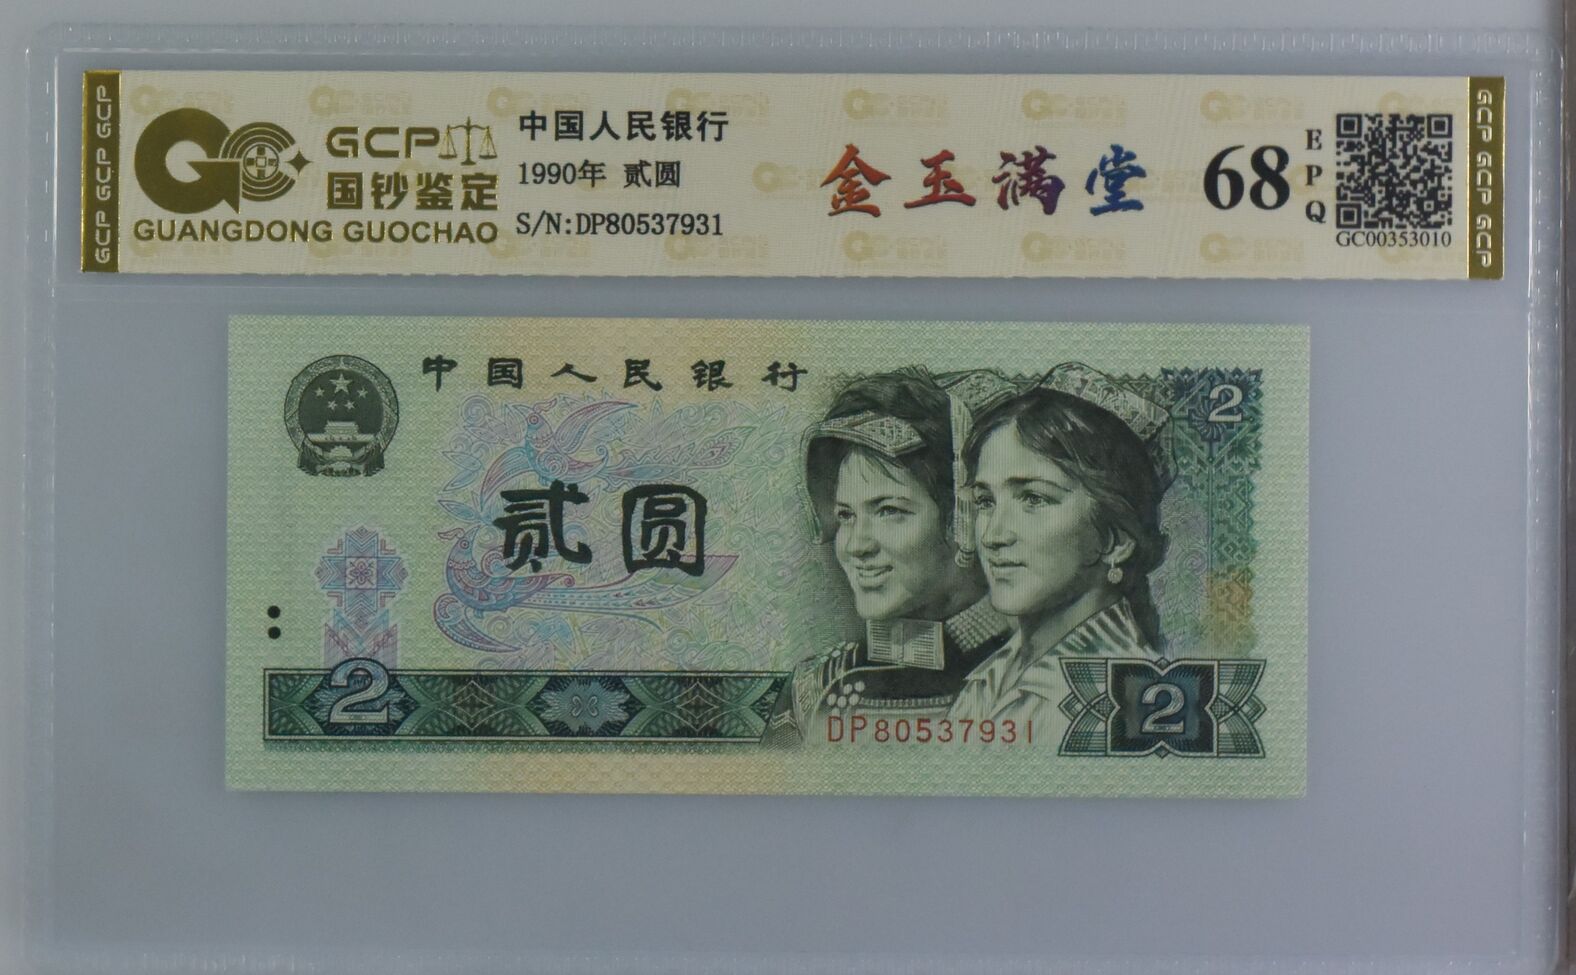 GCP GCP GCP
GCP
国钞鉴定
GUANGDONG GUOCHAO
中国人民银行
1990年 贰圆
S/N:DP80537931
金玉满堂
68
EPQ
GC00353010
GCP GCP GCP
中国人民银行
2
贰圆
2
DP80537931
2